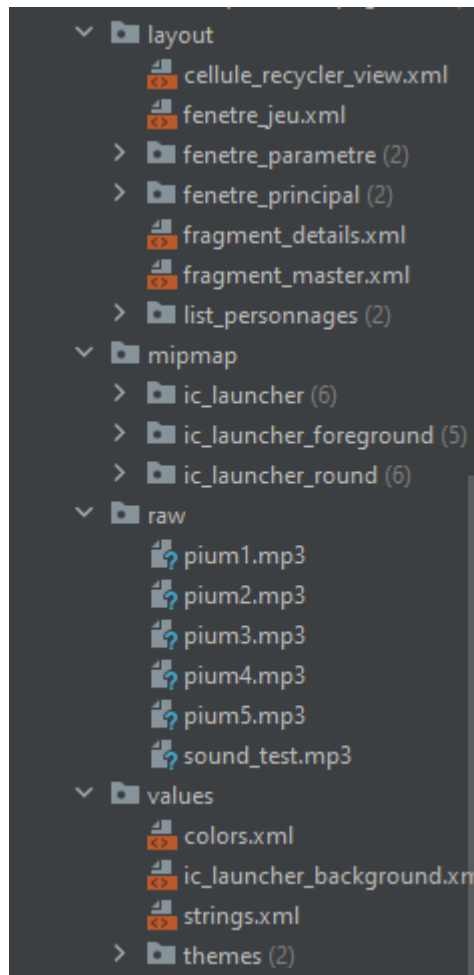 layout
cellule_recycler_view.xml
fenetre_jeu.xml
fenetre_parametre (2)
fenetre_principal (2)
fragment_details.xml
fragment_master.xml
list_personnages (2)
mipmap
ic_launcher (6)
ic_launcher_foreground (5)
ic_launcher_round (6)
raw
pium1.mp3
pium2.mp3
pium3.mp3
pium4.mp3
pium5.mp3
sound_test.mp3
values
colors.xml
ic_launcher_background.xm
strings.xml
themes (2)